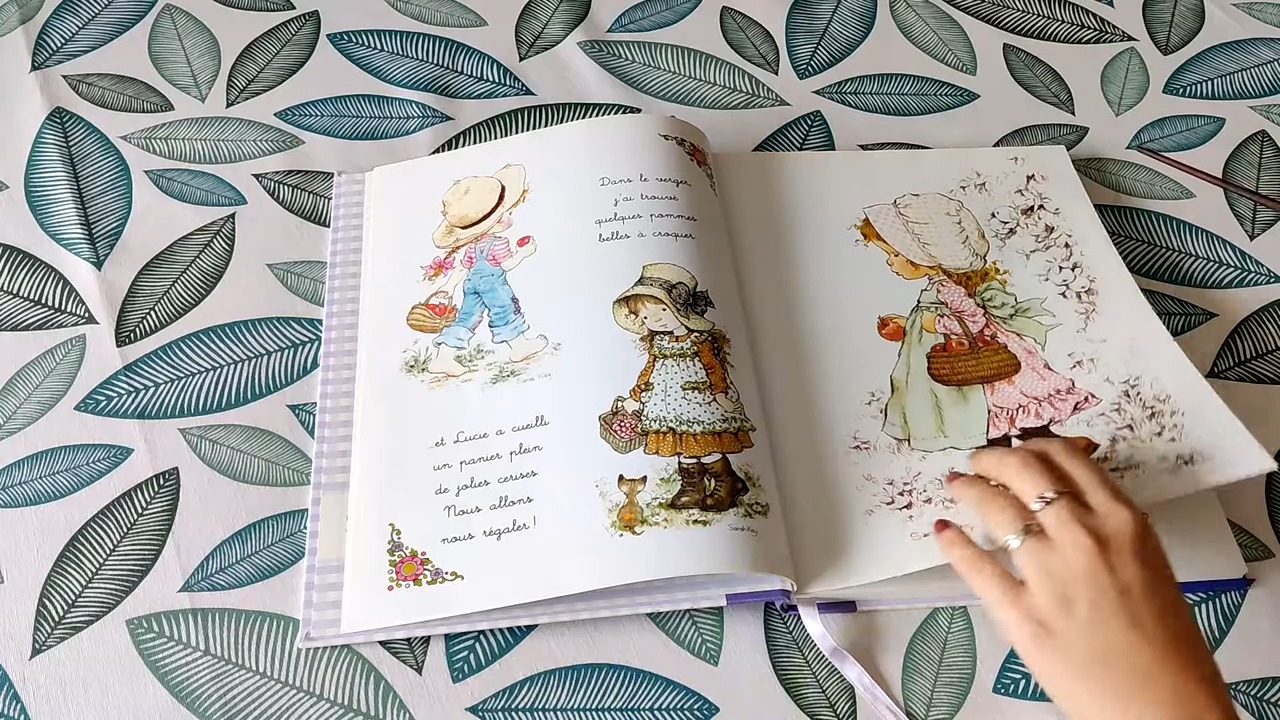 Dans le verger
j'ai trouvé
quelques pommes
belles à croquer
...et Lucie a cueilli
un panier plein
de jolies cerises
Nous allons
nous régaler!
Sarah Kay